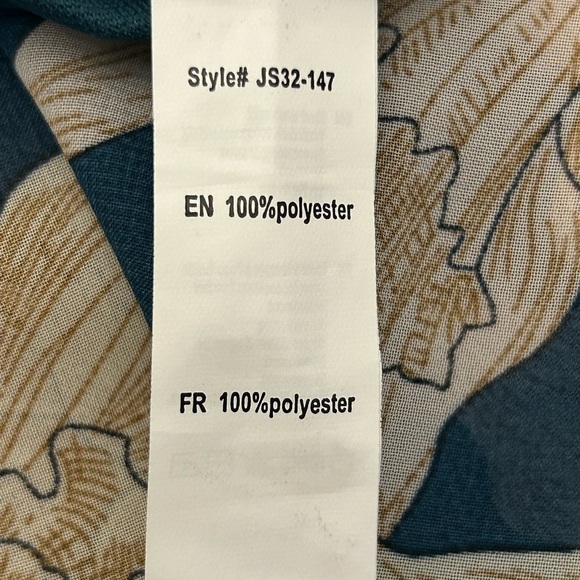 Style# JS32-147
EN 100%polyester
FR 100%polyester